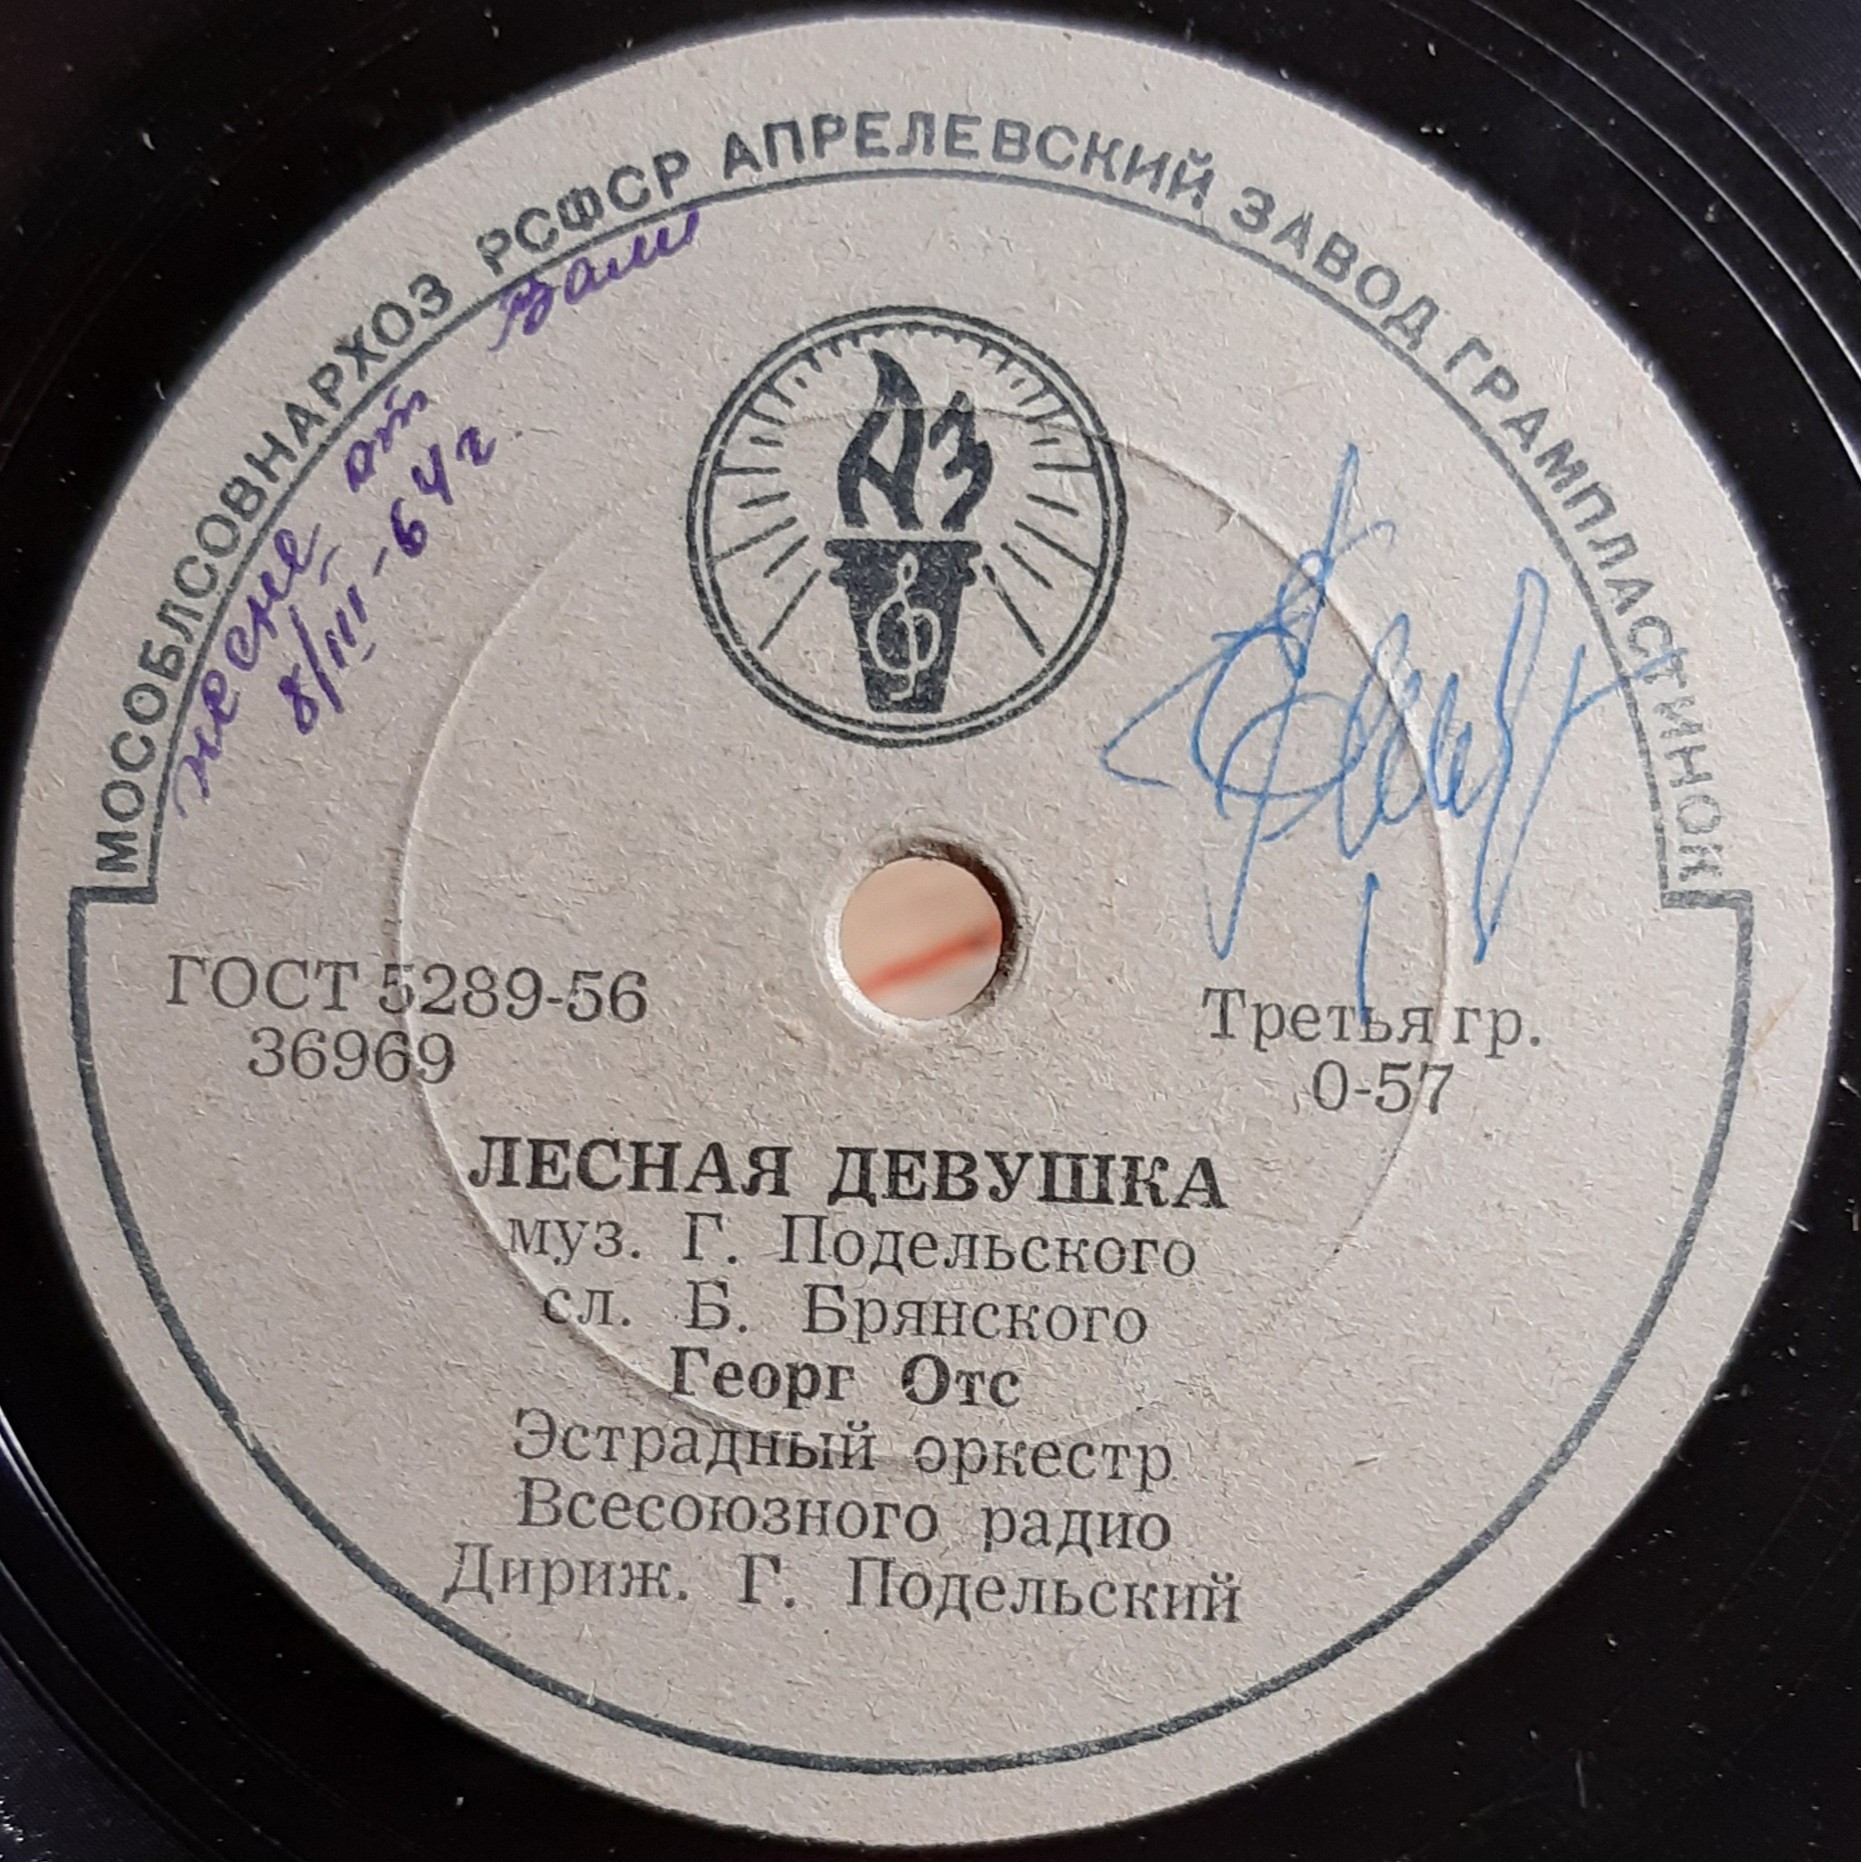 МОСОБЛСОВНАРХОЗ РСФСР АПРЕЛЕВСКИЙ ЗАВОД ГРАМПЛАСТИНОК
от
8/III-64г
АЗ
ГОСТ 5289-56
36969
Третья гр.
0-57
ЛЕСНАЯ ДЕВУШКА
муз. Г. Подельского
сл. Б. Брянского
Георг Отс
Эстрадный оркестр
Всесоюзного радио
Дириж. Г. Подельский